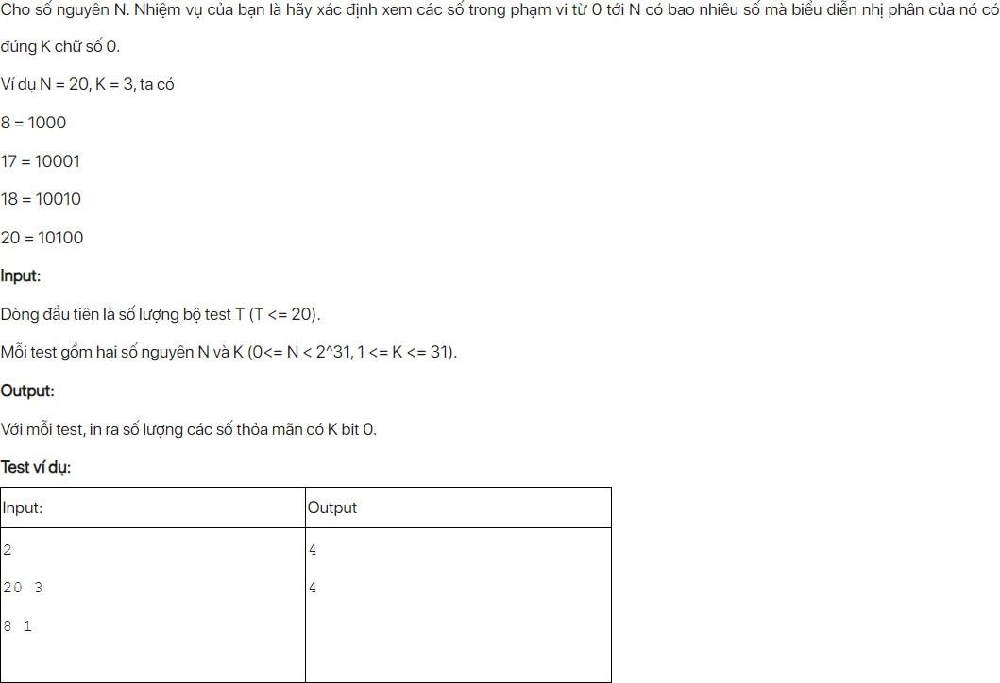 Cho số nguyên N. Nhiệm vụ của bạn là hãy xác định xem các số trong phạm vi từ 0 tới N có bao nhiêu số mà biểu diễn nhị phân của nó có
đúng K chữ số 0.
Ví dụ N = 20, K = 3, ta có
8 = 1000
17 = 10001
18 = 10010
20 = 10100
Input:
Dòng đầu tiên là số lượng bộ test T (T <= 20).
Mỗi test gồm hai số nguyên N và K (0<= N < 2^31, 1 <= K <= 31).
Output:
Với mỗi test, in ra số lượng các số thỏa mãn có K bit 0.
Test ví dụ:
Input: Output
2 4
20 3 4
8 1